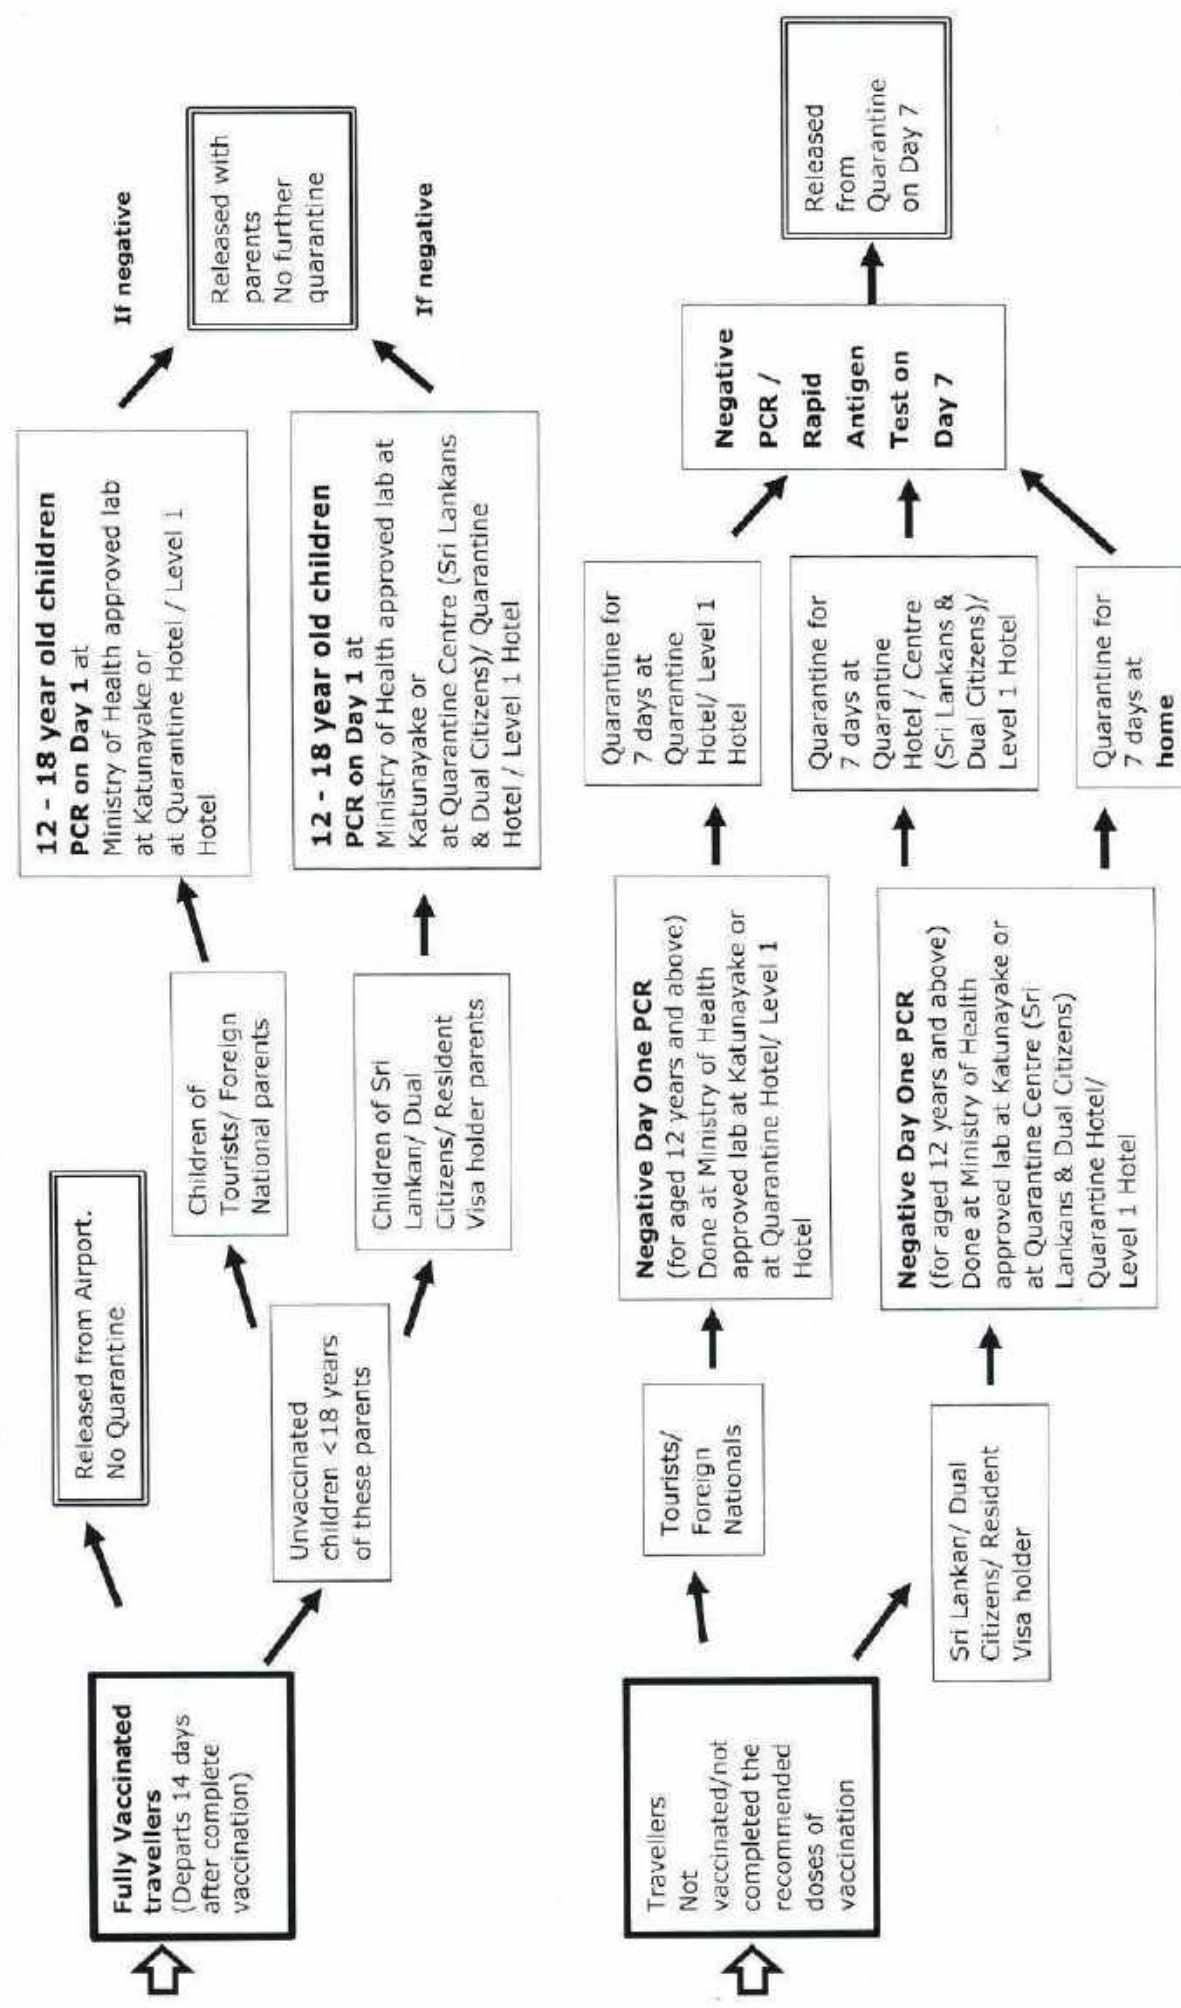 Fully Vaccinated
travellers
(Departs 14 days
after complete
vaccination)
Released from Airport.
No Quarantine
Unvaccinated
children <18 years
of these parents
Children of
Tourists/ Foreign
National parents
Children of Sri
Lankan/ Dual
Citizens/ Resident
Visa holder parents
12 - 18 year old children
PCR on Day 1 at
Ministry of Health approved lab
at Katunayake or
at Quarantine Hotel / Level 1
Hotel
12 - 18 year old children
PCR on Day 1 at
Ministry of Health approved lab at
Katunayake or
at Quarantine Centre (Sri Lankans
& Dual Citizens)/ Quarantine
Hotel / Level 1 Hotel
If negative
Released with
parents
No further
quarantine
If negative
Travellers
Not
vaccinated/not
completed the
recommended
doses of
vaccination
Tourists/
Foreign
Nationals
Sri Lankan/ Dual
Citizens/ Resident
Visa holder
Negative Day One PCR
(for aged 12 years and above)
Done at Ministry of Health
approved lab at Katunayake or
at Quarantine Hotel/ Level 1
Hotel
Negative Day One PCR
(for aged 12 years and above)
Done at Ministry of Health
approved lab at Katunayake or
at Quarantine Centre (Sri
Lankans & Dual Citizens)
Quarantine Hotel/
Level 1 Hotel
Quarantine for
7 days at
Quarantine
Hotel/ Level 1
Hotel
Quarantine for
7 days at
Quarantine
Hotel / Centre
(Sri Lankans &
Dual Citizens)/
Level 1 Hotel
Quarantine for
7 days at
home
Negative
PCR /
Rapid
Antigen
Test on
Day 7
Released
from
Quarantine
on Day 7